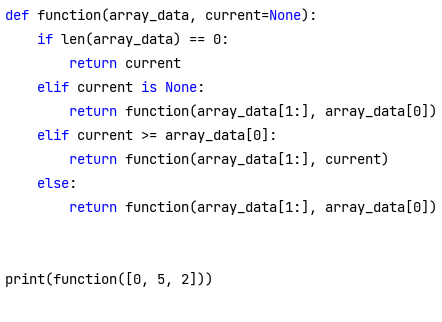 def function(array_data, current=None):
    if len(array_data) == 0:
        return current
    elif current is None:
        return function(array_data[1:], array_data[0])
    elif current >= array_data[0]:
        return function(array_data[1:], current)
    else:
        return function(array_data[1:], array_data[0])
print(function([0, 5, 2]))